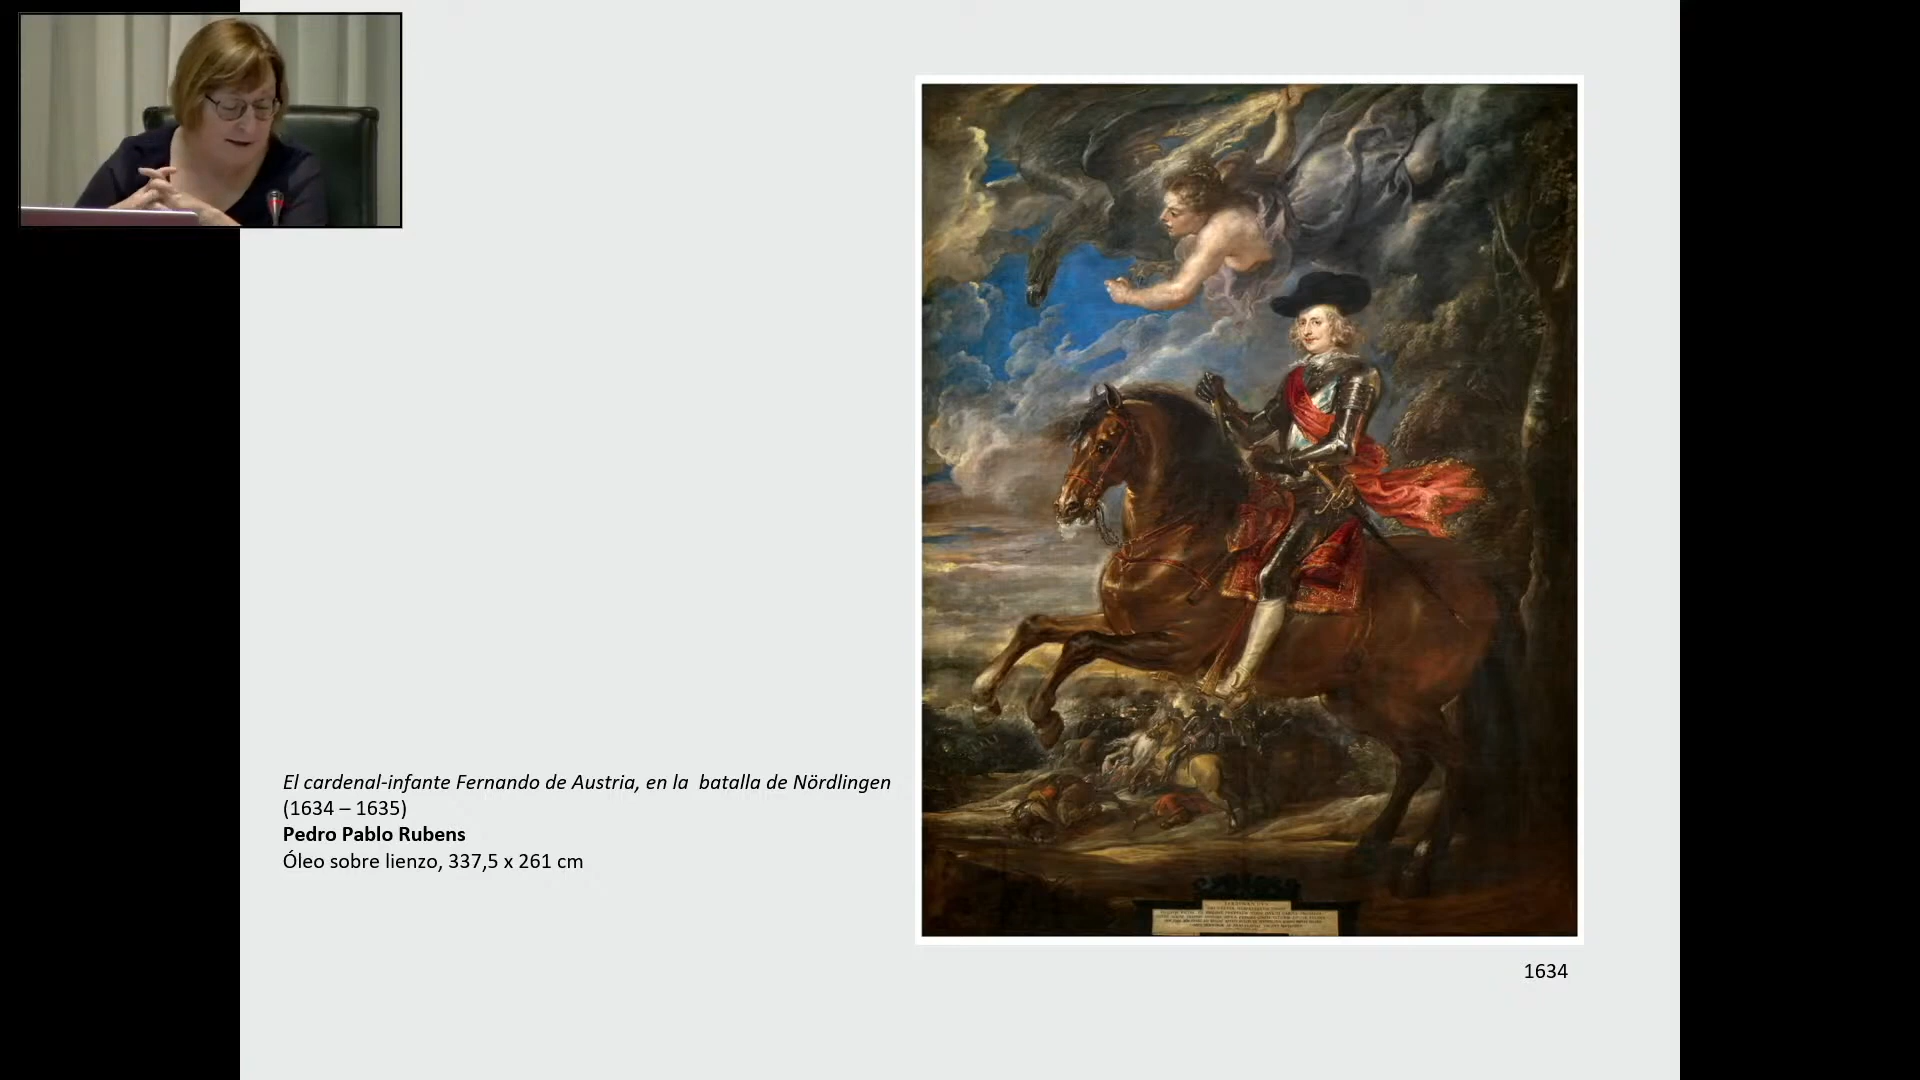 El cardenal-infante Fernando de Austria, en la  batalla de Nördlingen
(1634 – 1635)
Pedro Pablo Rubens
Óleo sobre lienzo, 337,5 x 261 cm
1634